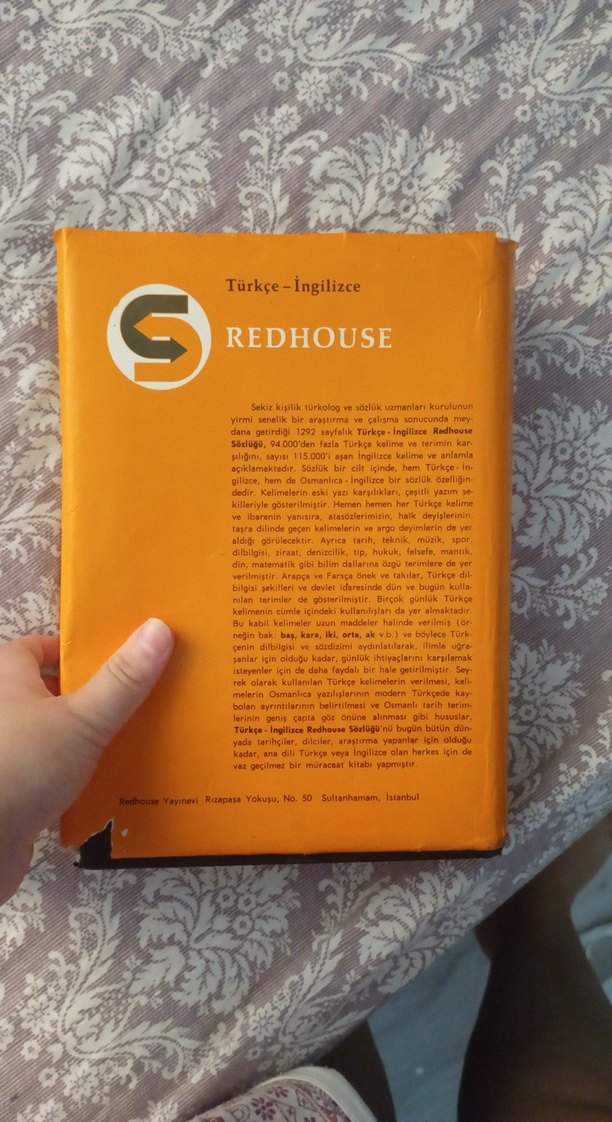 Türkçe – İngilizce
REDHOUSE
Sekiz kişilik türkolog ve sözlük uzmanları kurulunun
yirmi senelik bir araştırma ve çalışma sonucunda mey-
dana getirdiği 1292 sayfalık Türkçe - İngilizce Redhouse
Sözlüğü, 94.000'den fazla Türkçe kelime ve terimin kar-
şılığını, sayısı 115.000'i aşan İngilizce kelime ve anlamla
açıklamaktadır. Sözlük bir cilt içinde, hem Türkçe - İn-
gilizce, hem de Osmanlıca - İngilizce bir sözlük özelliğin-
dedir. Kelimelerin eski yazı karşılıkları, çeşitli yazım şe-
killeriyle gösterilmiştir. Hemen hemen her Türkçe kelime
ve ibarenin yanısıra, atasözlerimizin, halk deyişlerinin,
taşra dilinde geçen kelimelerin ve argo deyimlerin de yer
aldığı görülecektir. Ayrıca tarih, teknik, müzik, spor,
dilbilgisi, ziraat, denizcilik, tıp, hukuk, felsefe, mantık,
din, matematik gibi bilim dallarına özgü terimlere de yer
verilmiştir. Arapça ve Farsça önek ve takılar, Türkçe dil-
bilgisi şekilleri ve devlet idaresinde dün ve bugün kulla-
nılan terimler de gösterilmiştir. Birçok günlük Türkçe
kelimenin cümle içindeki kullanılışları da yer almaktadır.
Bu kabil kelimeler uzun maddeler halinde verilmiş (ör-
neğin bak: baş, kara, iki, orta, ak v.b.) ve böylece Türk-
çenin dilbilgisi ve sözdizimi aydınlatılarak, ilimle uğra-
şanlar için olduğu kadar, günlük ihtiyaçlarını karşılamak
isteyenler için de daha faydalı bir hale getirilmiştir. Sey-
rek olarak kullanılan Türkçe kelimelerin verilmesi, keli-
melerin Osmanlıca yazılışlarının modern Türkçede kay-
bolan ayrıntılarının belirtilmesi ve Osmanlı tarih terim-
lerinin geniş çapta göz önüne alınması gibi hususlar,
Türkçe - İngilizce Redhouse Sözlüğü'nü bugün bütün dün-
yada tarihçiler, dilciler, araştırma yapanlar için olduğu
kadar, ana dili Türkçe veya İngilizce olan herkes için de
vaz geçilmez bir müracaat kitabı yapmıştır.
Redhouse Yayınevi Rızapaşa Yokuşu, No. 50 Sultanhamam, İstanbul